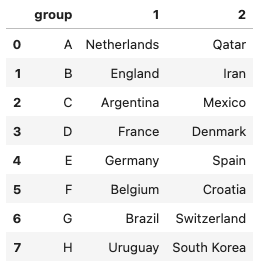 group 1 2
0 A Netherlands Qatar
1 B England Iran
2 C Argentina Mexico
3 D France Denmark
4 E Germany Spain
5 F Belgium Croatia
6 G Brazil Switzerland
7 H Uruguay South Korea